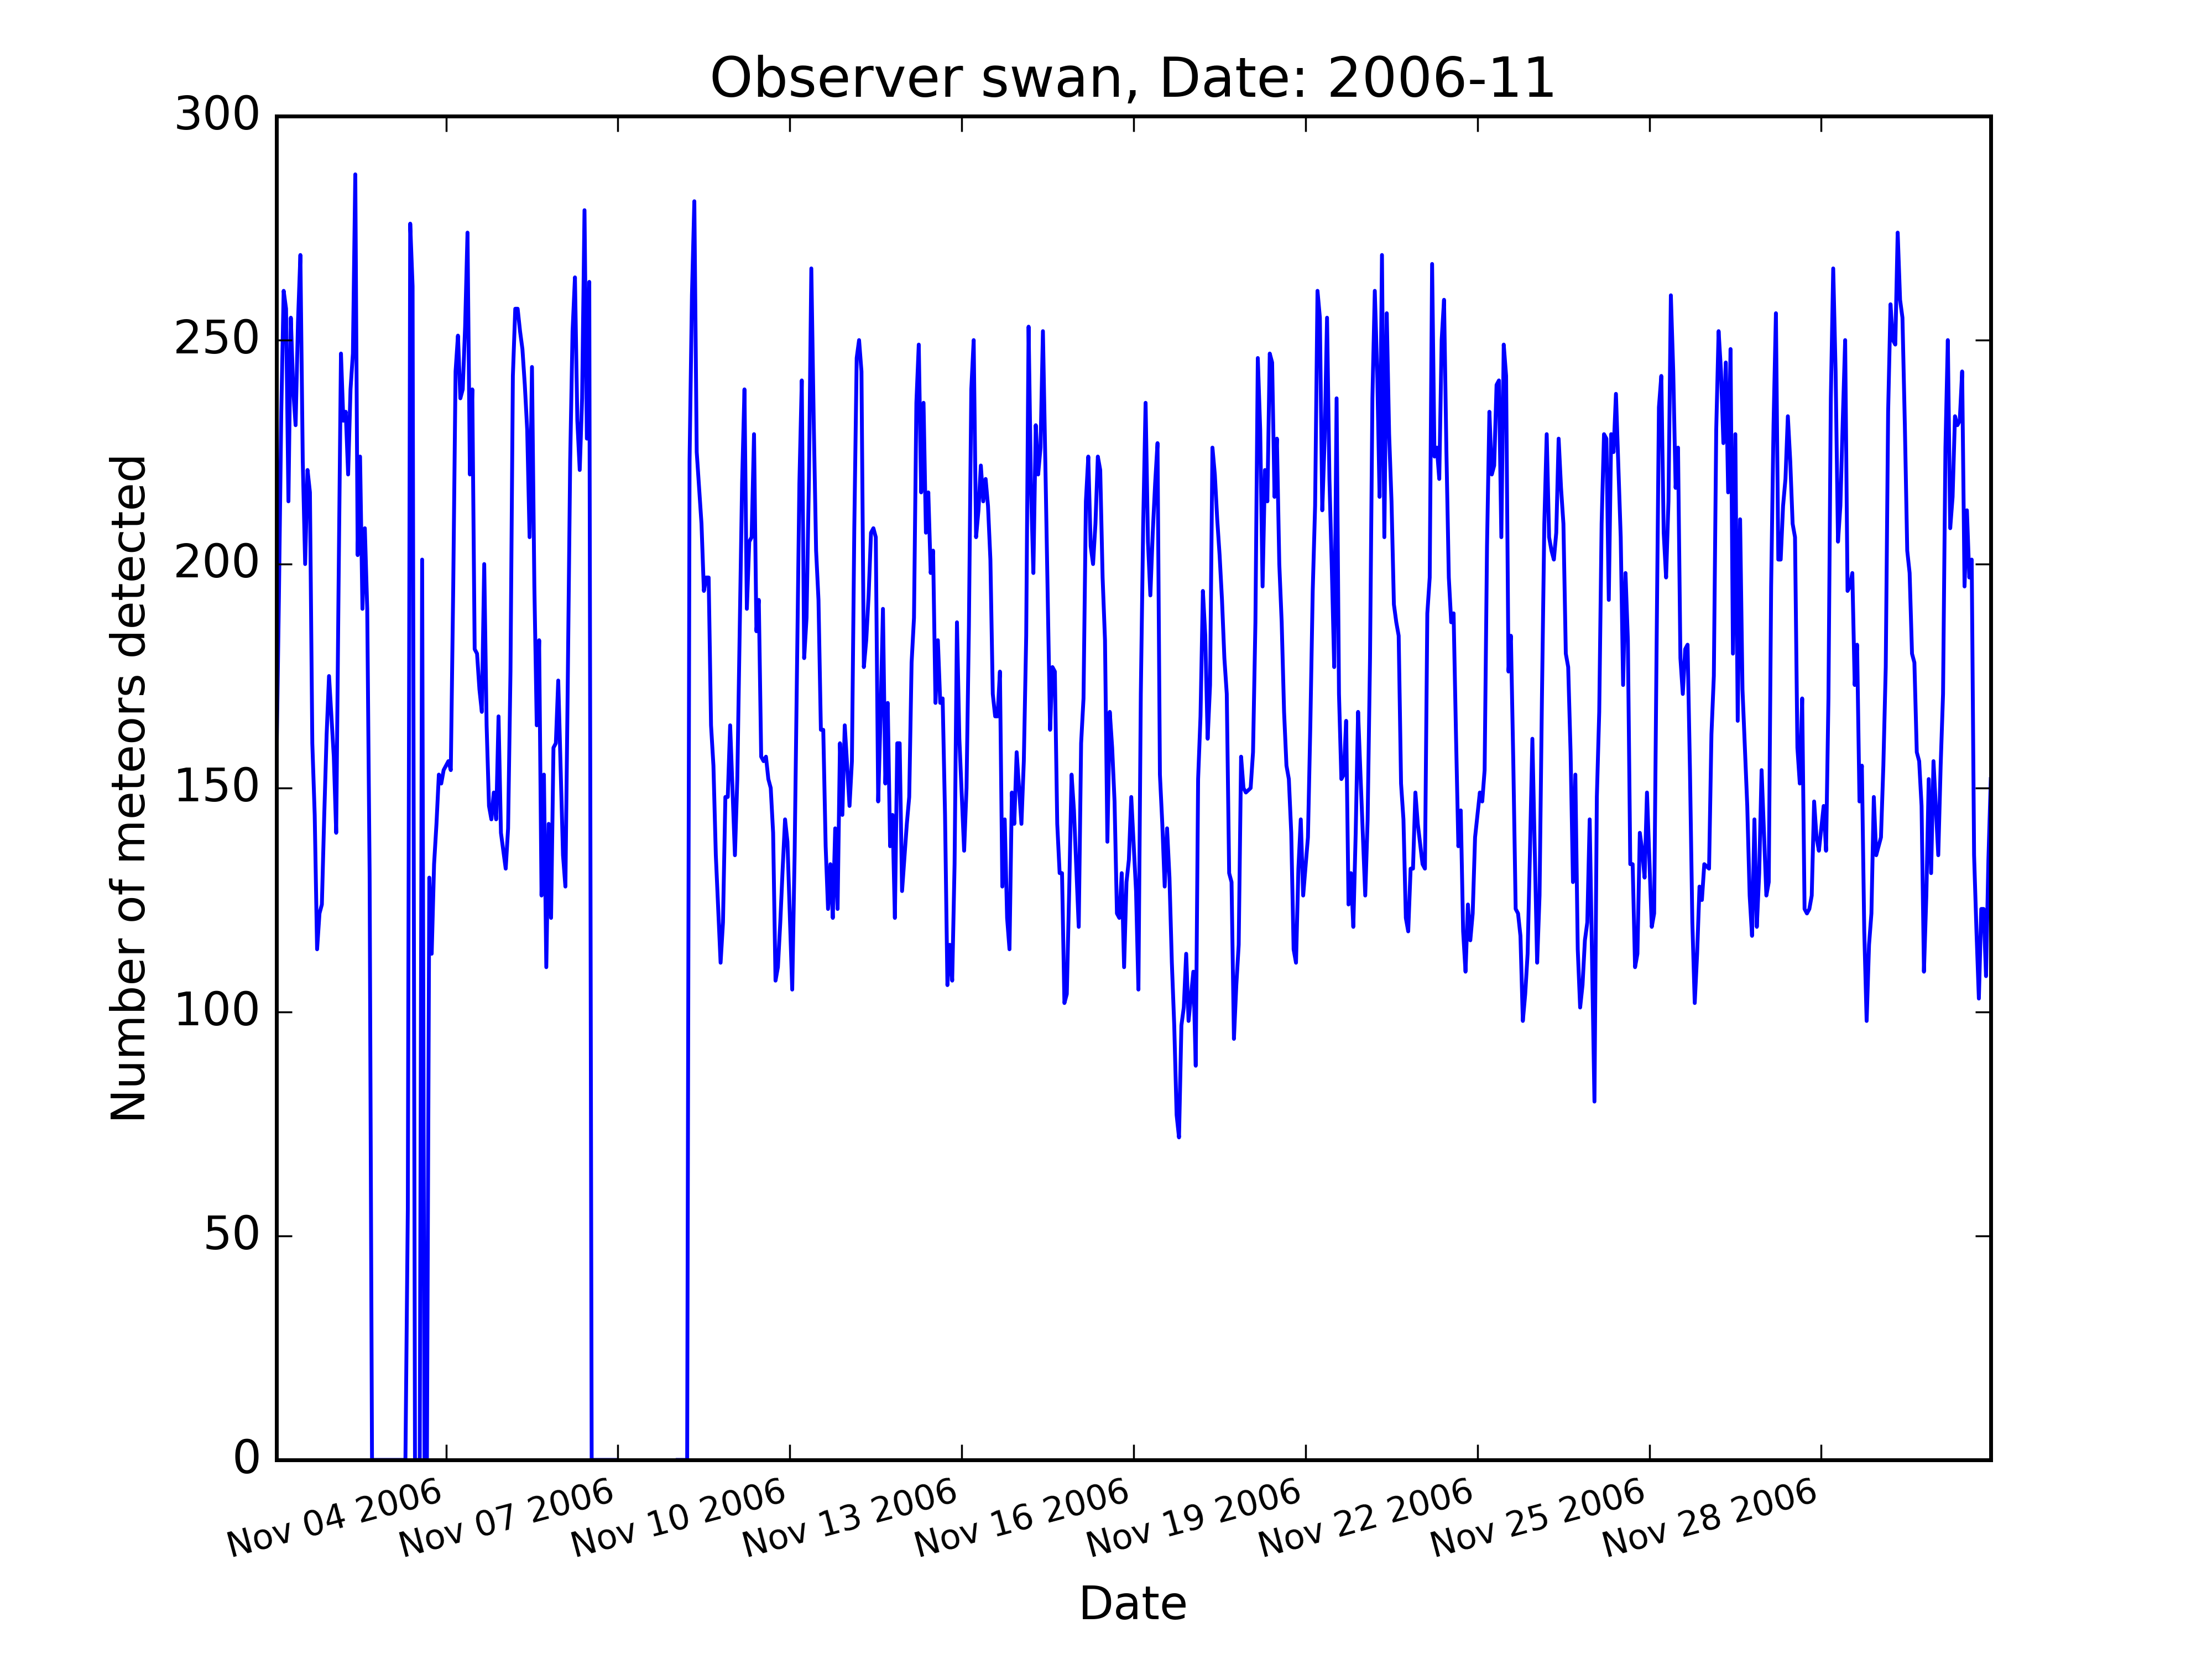 Observer swan, Date: 2006-11
300
250
200
150
100
50
0
Number of meteors detected
Nov 04 2006
Nov 07 2006
Nov 10 2006
Nov 13 2006
Nov 16 2006
Nov 19 2006
Nov 22 2006
Nov 25 2006
Nov 28 2006
Date